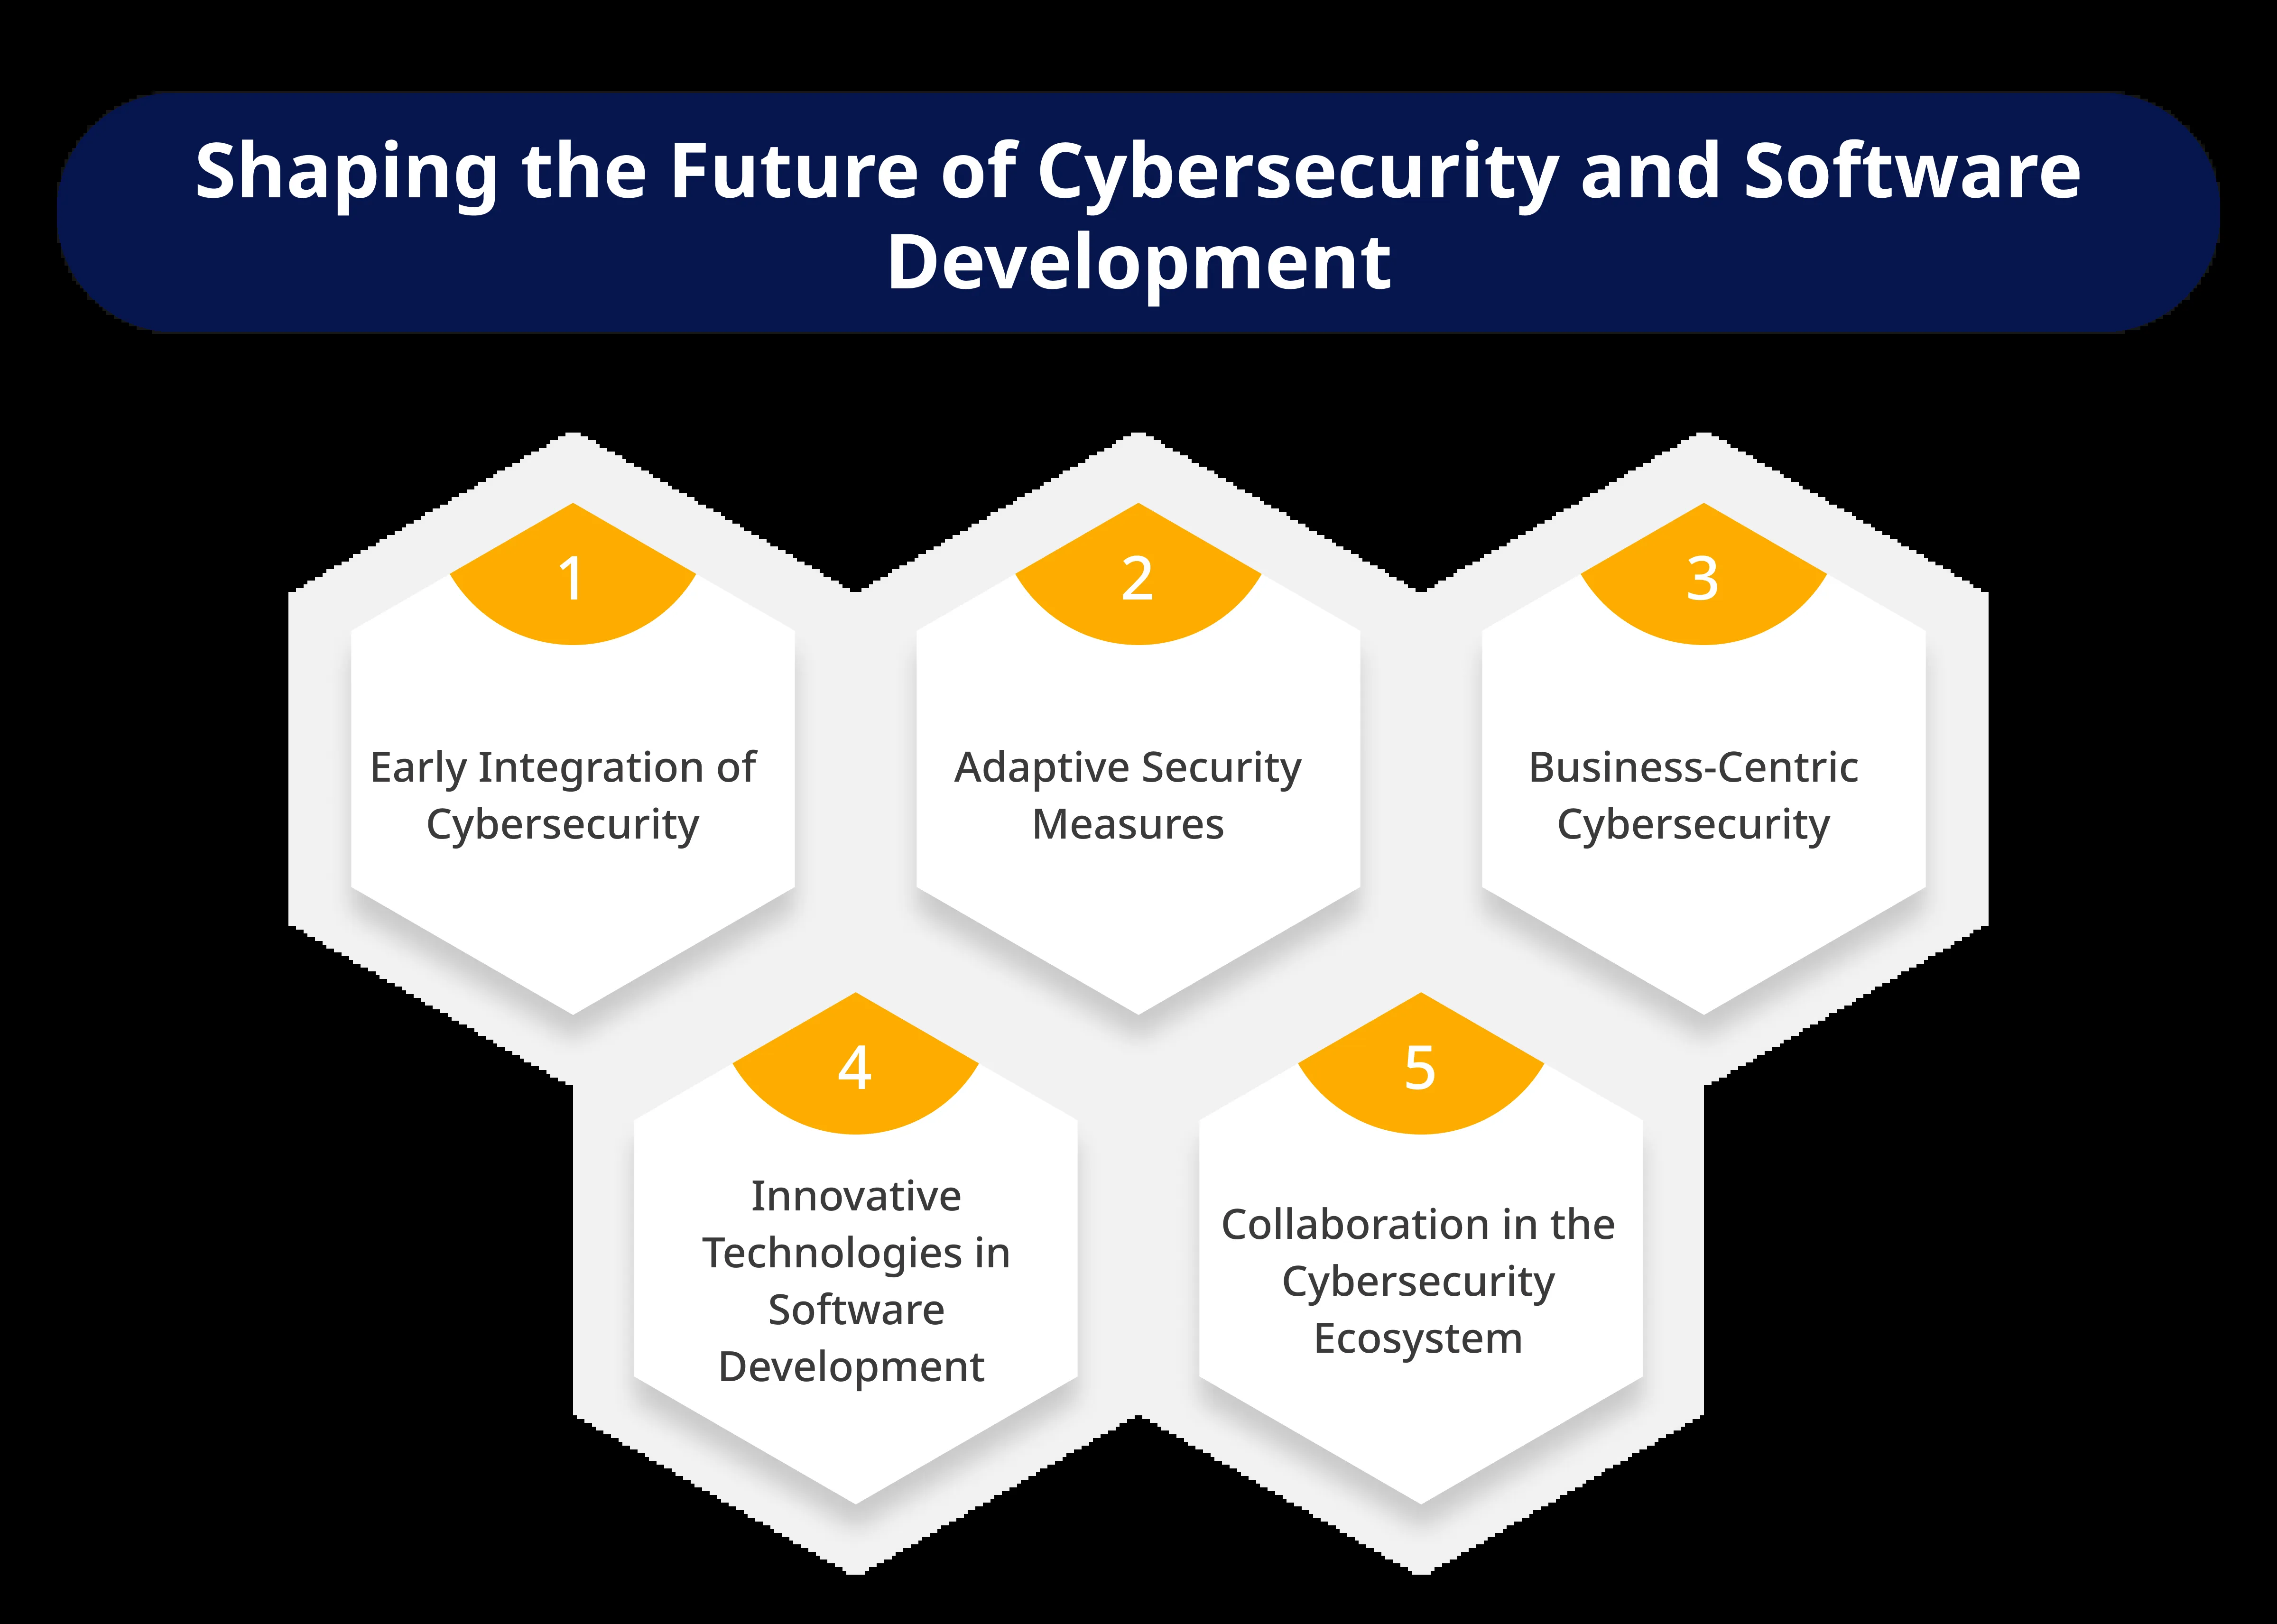 Shaping the Future of Cybersecurity and Software
Development
1
Early Integration of
Cybersecurity
2
Adaptive Security
Measures
3
Business-Centric
Cybersecurity
4
Innovative
Technologies in
Software
Development
5
Collaboration in the
Cybersecurity
Ecosystem